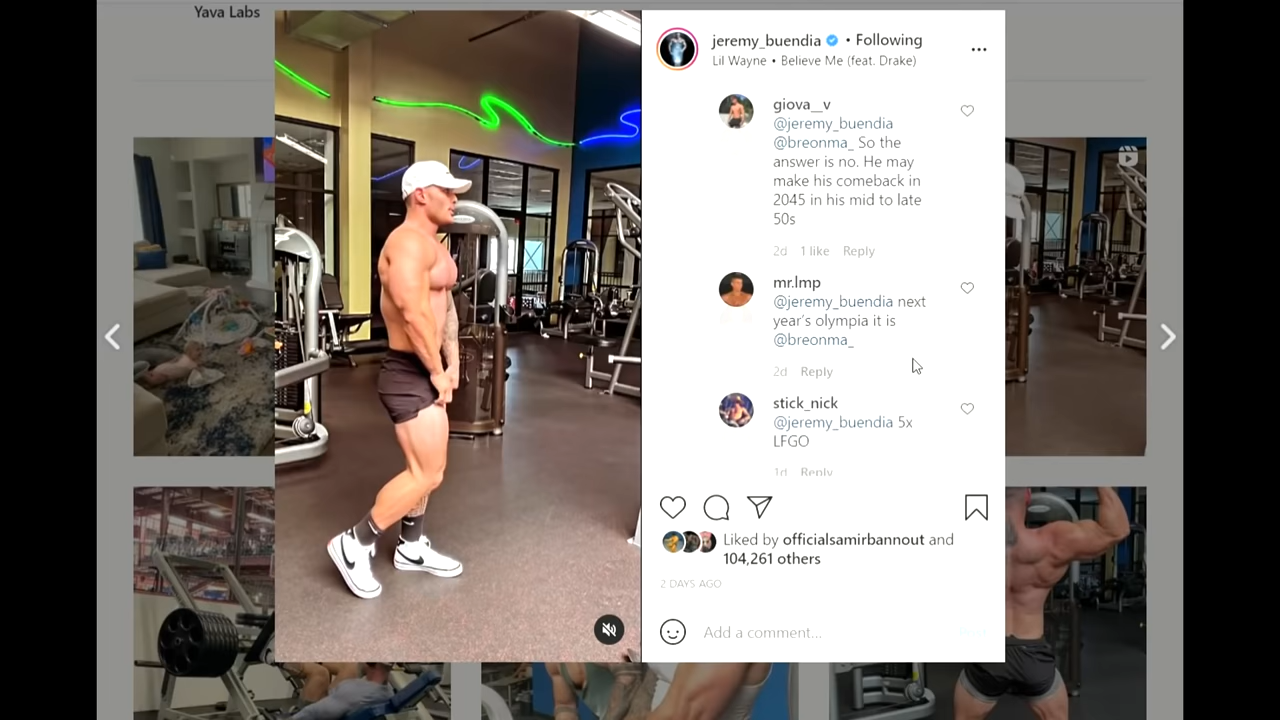 Yava Labs
jeremy_buendia • Following
Lil Wayne • Believe Me (feat. Drake)
giova__v
@jeremy_buendia
@breonma_ So the
answer is no. He may
make his comeback in
2045 in his mid to late
50s
2d 1 like Reply
mr.lmp
@jeremy_buendia next
year's olympia it is
@breonma_
2d Reply
stick_nick
@jeremy_buendia 5x
LFGO
1d Reply
Liked by officialsamirbannout and
104,261 others
2 DAYS AGO
Add a comment...